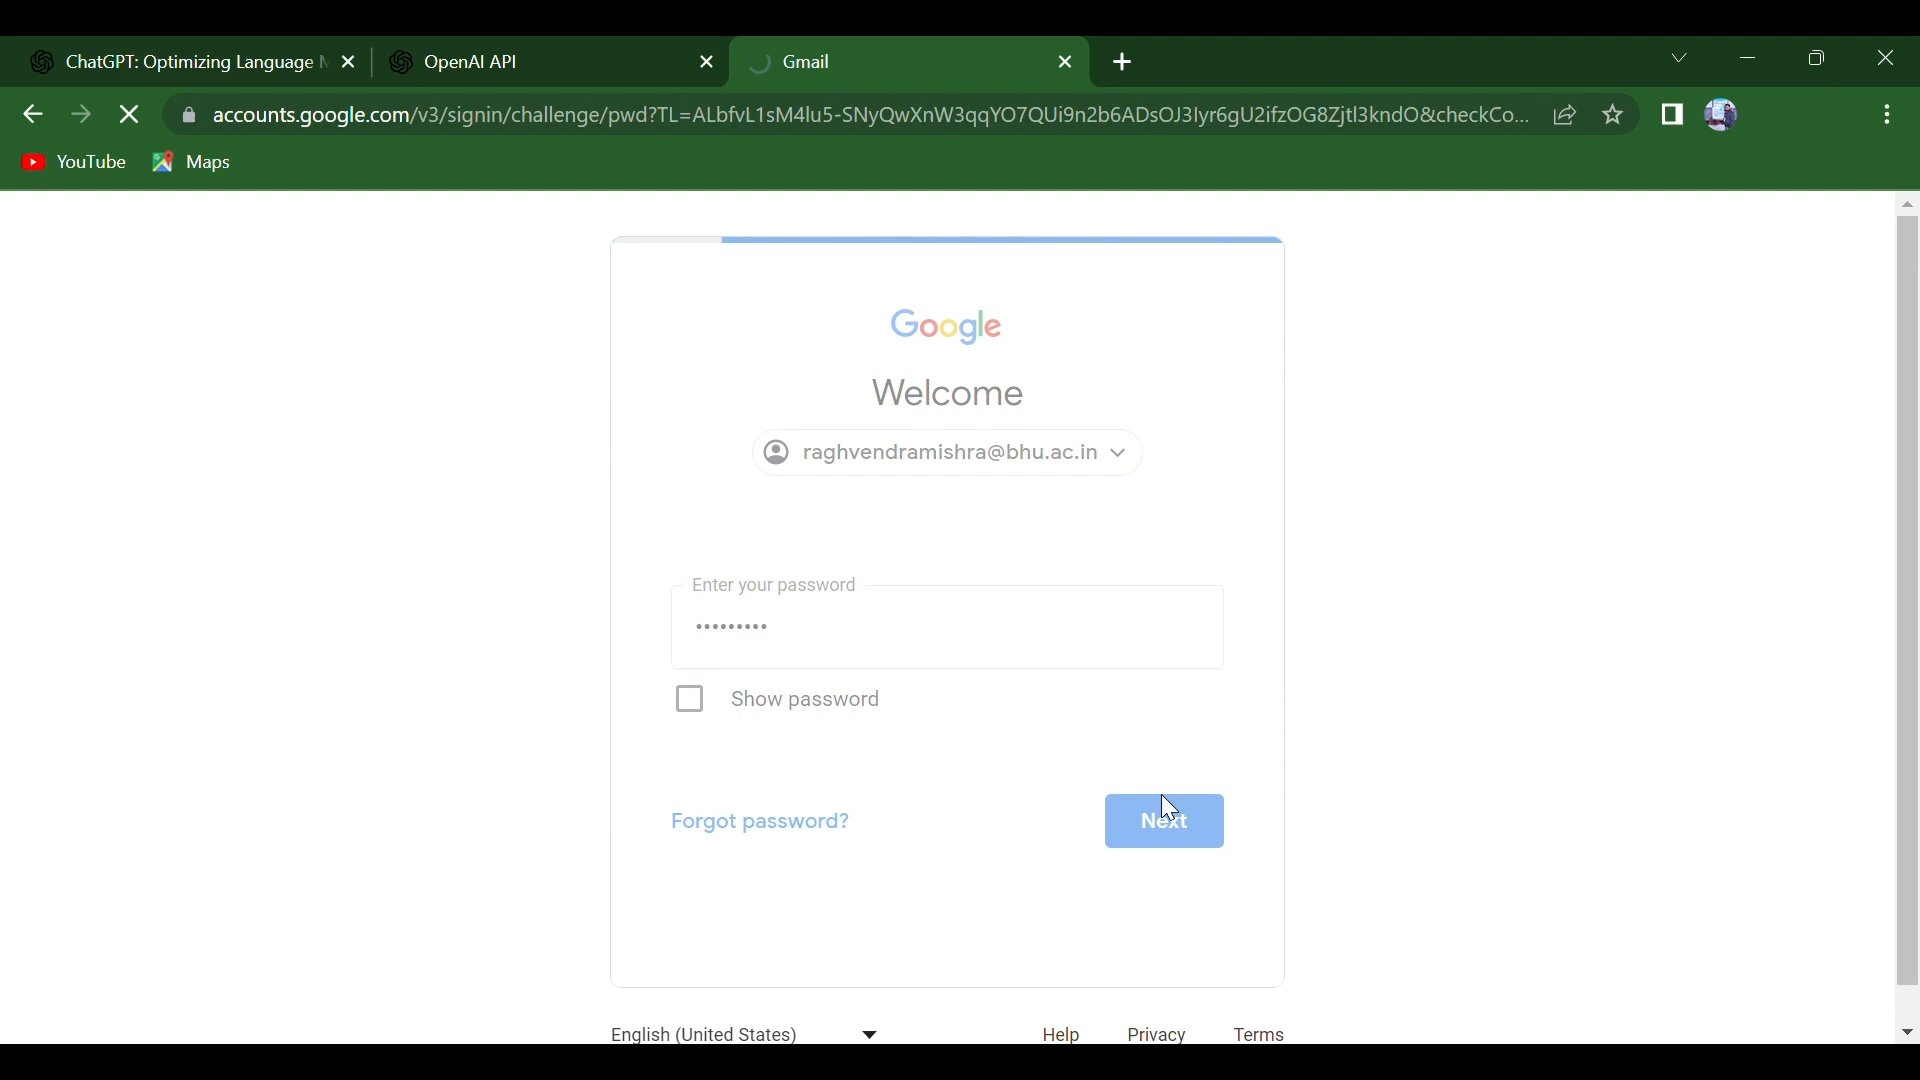 ChatGPT: Optimizing Language
OpenAI API
Gmail
accounts.google.com/v3/signin/challenge/pwd?TL=ALbfvL1sM4lu5-SNyQwXnW3qqYO7QUi9n2b6ADsOJ3lyr6gU2ifzOG8Zjtl3kndO&checkCo...
YouTube
Maps
Google
Welcome
raghvendramishra@bhu.ac.in
Enter your password
•••••••••
Show password
Forgot password?
Next
English (United States)
Help
Privacy
Terms